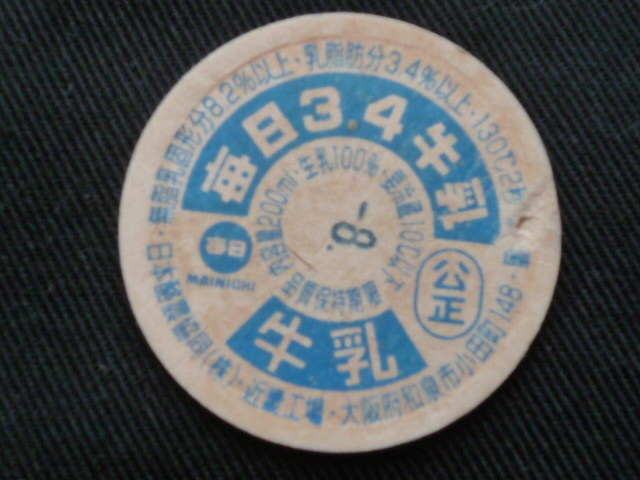 毎日3.4牛乳
無脂乳固形分8.2%以上・乳脂肪分3.4%以上・130℃2秒
内容量200ml・生乳100%・要冷蔵10℃以下
品質保持期限
8.
毎日
MAINICHI
公正
牛乳
日本酪農協同(株)・近畿工場・大阪府和泉市小田町148・